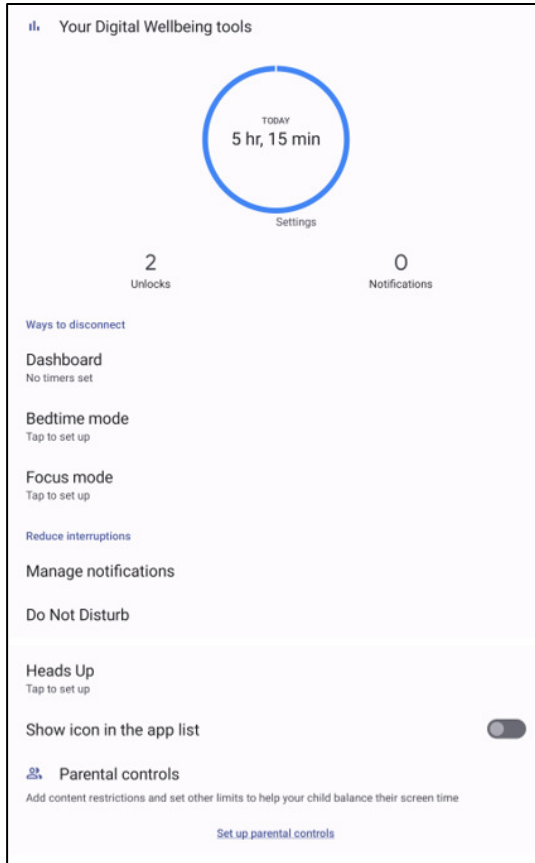 Your Digital Wellbeing tools
TODAY
5 hr, 15 min
Settings
2
Unlocks
0
Notifications
Ways to disconnect
Dashboard
No timers set
Bedtime mode
Tap to set up
Focus mode
Tap to set up
Reduce interruptions
Manage notifications
Do Not Disturb
Heads Up
Tap to set up
Show icon in the app list
Parental controls
Add content restrictions and set other limits to help your child balance their screen time
Set up parental controls